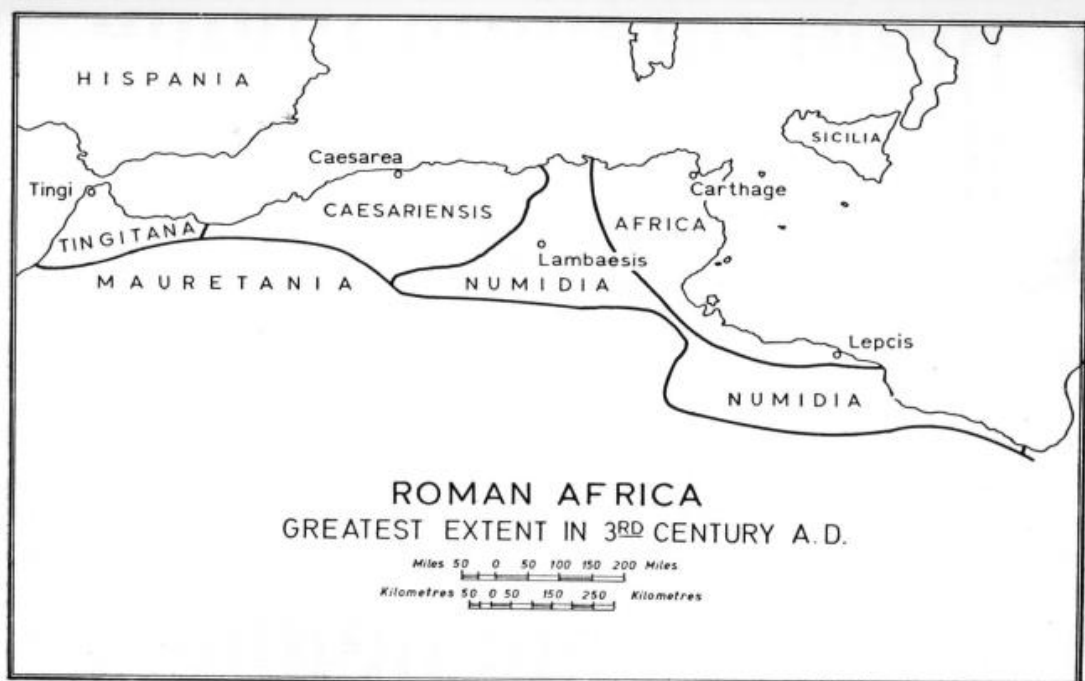 HISPANIA
SICILIA
Caesarea
Tingi
Carthage
CAESARIENSIS
AFRICA
TINGITANA
Lambaesis
MAURETANIA
NUMIDIA
Lepcis
NUMIDIA
ROMAN AFRICA
GREATEST EXTENT IN 3RD CENTURY A.D.
Miles 50 0 50 100 150 200 Miles
Kilometres 50 0 50 150 250 Kilometres